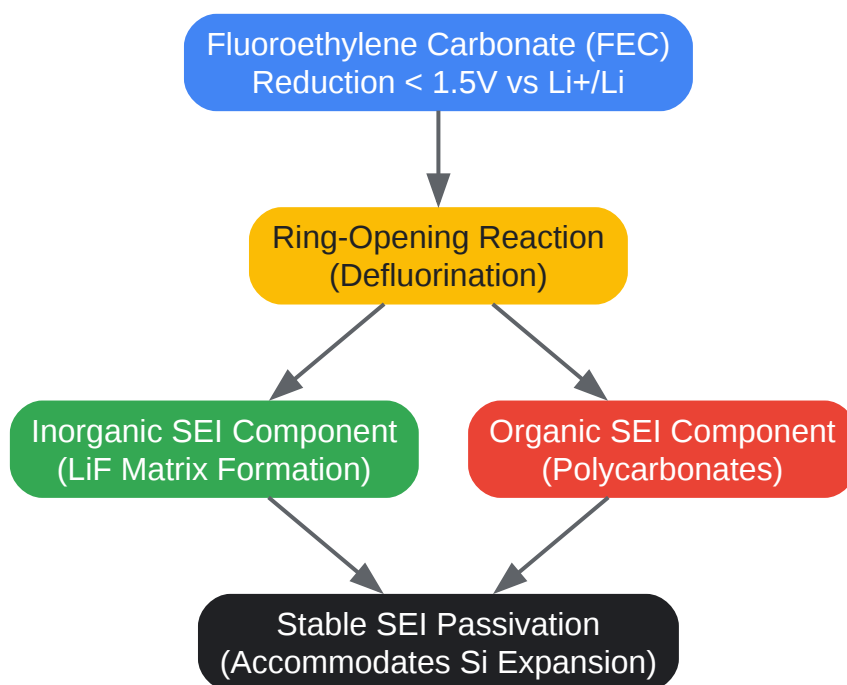 Fluoroethylene Carbonate (FEC)
Reduction < 1.5V vs Li+/Li
Ring-Opening Reaction
(Defluorination)
Inorganic SEI Component
(LiF Matrix Formation)
Organic SEI Component
(Polycarbonates)
Stable SEI Passivation
(Accommodates Si Expansion)